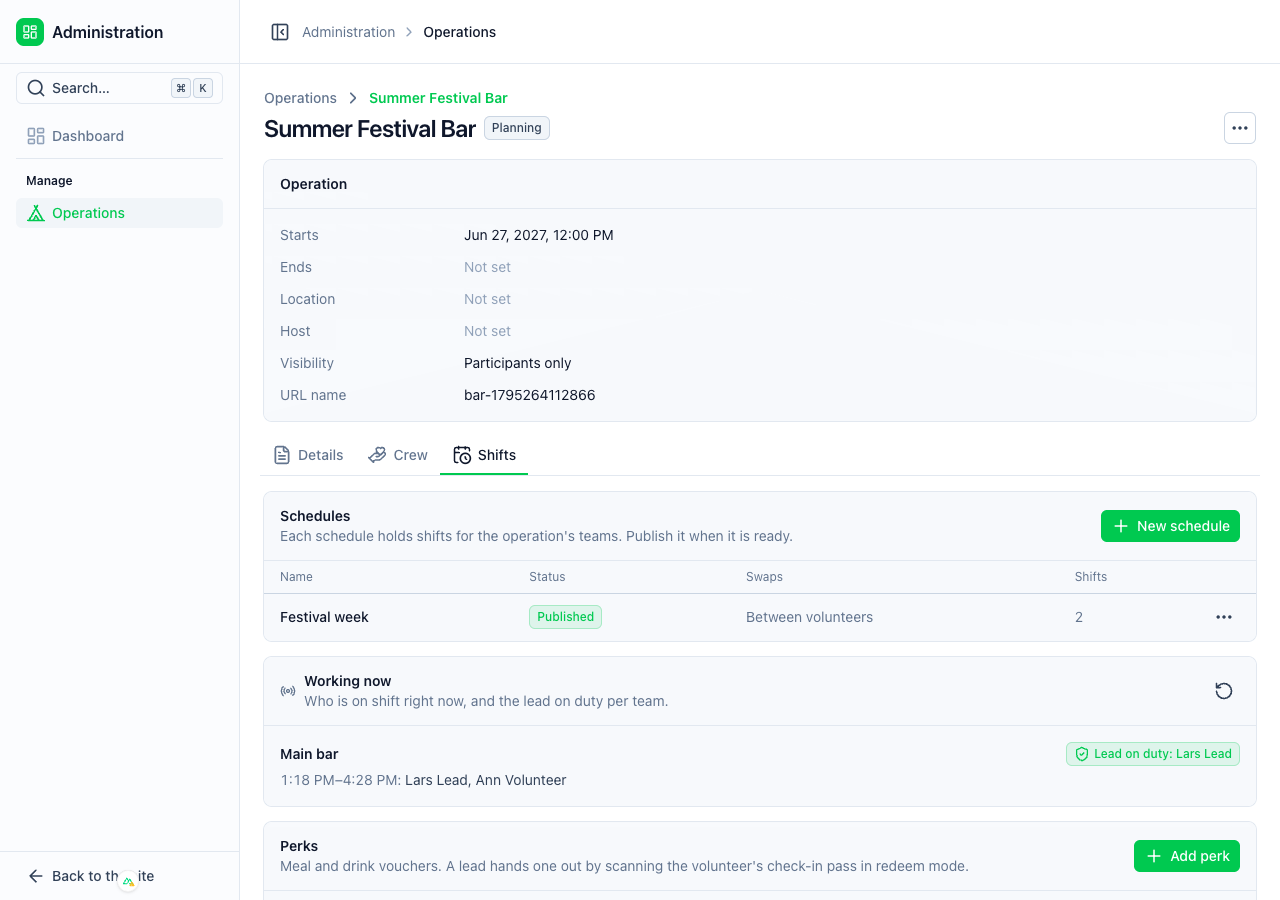 Administration
Administration
Operations
Search...
⌘ K
Dashboard
Manage
Operations
Back to th ite
Operations
Summer Festival Bar
Summer Festival Bar
Planning
Operation
Starts
Jun 27, 2027, 12:00 PM
Ends
Not set
Location
Not set
Host
Not set
Visibility
Participants only
URL name
bar-1795264112866
Details
Crew
Shifts
Schedules
Each schedule holds shifts for the operation's teams. Publish it when it is ready.
New schedule
Name
Status
Swaps
Shifts
Festival week
Published
Between volunteers
2
Working now
Who is on shift right now, and the lead on duty per team.
Main bar
Lead on duty: Lars Lead
1:18 PM–4:28 PM: Lars Lead, Ann Volunteer
Perks
Meal and drink vouchers. A lead hands one out by scanning the volunteer's check-in pass in redeem mode.
Add perk